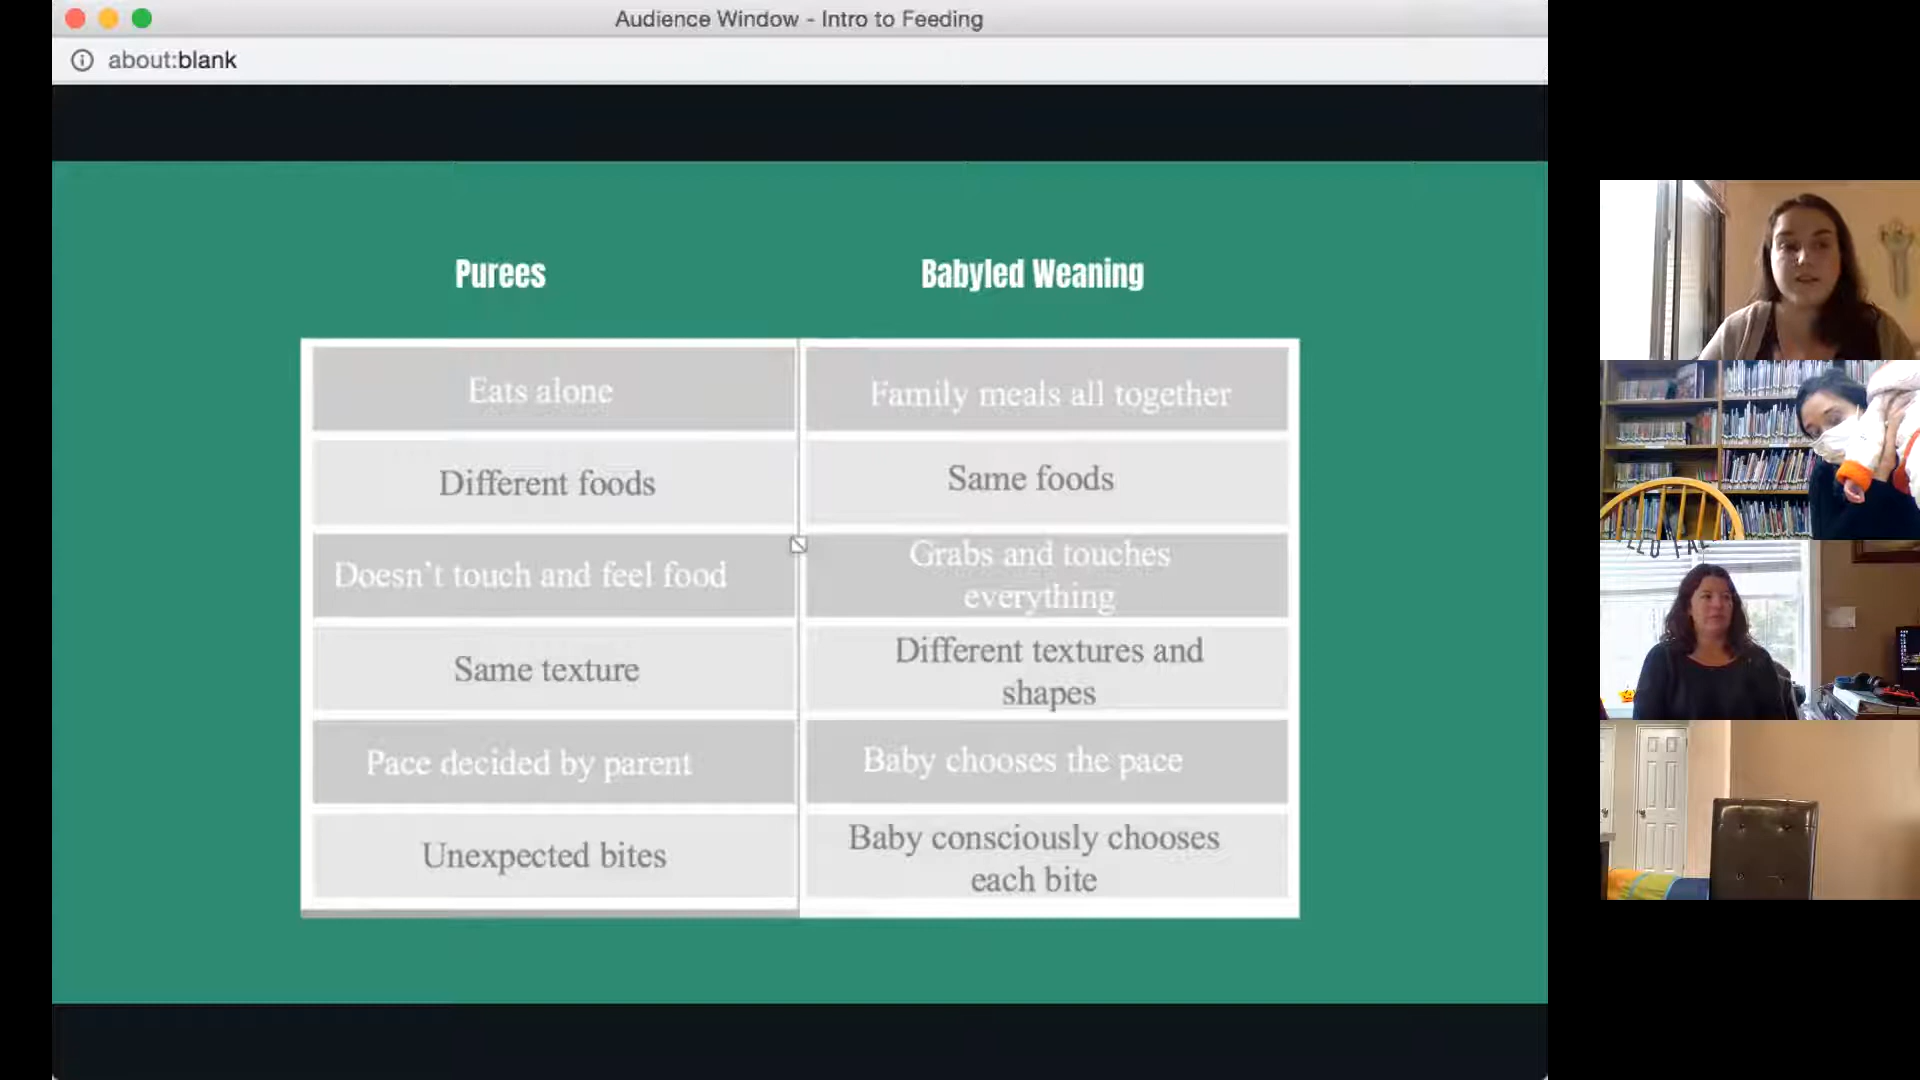 Audience Window - Intro to Feeding
about:blank
Purees
Babyled Weaning
Eats alone
Family meals all together
Different foods
Same foods
Doesn't touch and feel food
Grabs and touches
everything
Same texture
Different textures and
shapes
Pace decided by parent
Baby chooses the pace
Unexpected bites
Baby consciously chooses
each bite